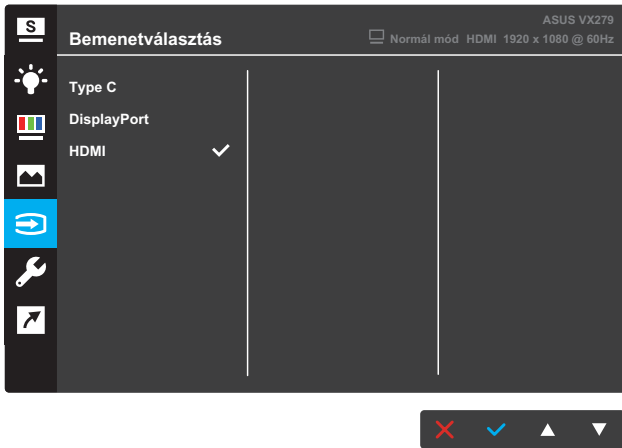 S
ASUS VX279
Bemenetválasztás
Normál mód HDMI 1920 x 1080 @ 60Hz
Type C
DisplayPort
HDMI